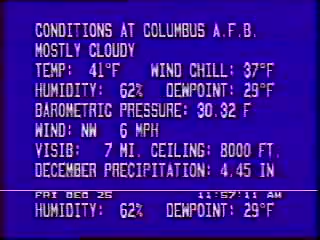 CONDITIONS AT COLUMBUS A.F.B.
MOSTLY CLOUDY
TEMP: 41°F WIND CHILL: 37°F
HUMIDITY: 62% DEWPOINT: 29°F
BAROMETRIC PRESSURE: 30.32 F
WIND: NW 6 MPH
VISIB: 7 MI. CEILING: 8000 FT.
DECEMBER PRECIPITATION: 4.45 IN
FRI DEC 25 11:57:11 AM
HUMIDITY: 62% DEWPOINT: 29°F